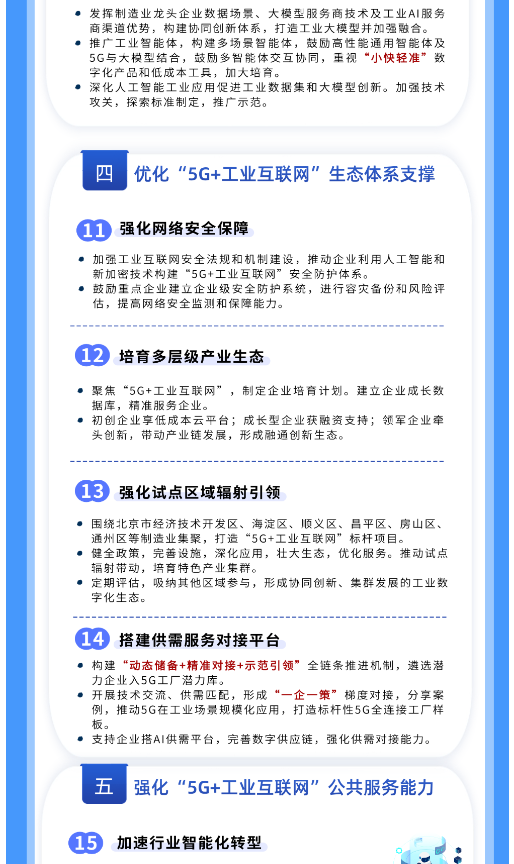 发挥制造业龙头企业数据场景、大模型服务商技术及工业AI服务
商渠道优势，构建协同创新体系，打造工业大模型并加强融合。
推广工业智能体，构建多场景智能体，鼓励高性能通用智能体及
5G与大模型结合，鼓励多智能体交互协同，重视“小快轻准”数
字化产品和低成本工具，加大培育。
深化人工智能工业应用促进工业数据集和大模型创新。加强技术
攻关，探索标准制定，推广示范。
四 优化“5G+工业互联网”生态体系支撑
11 强化网络安全保障
加强工业互联网安全法规和机制建设，推动企业利用人工智能和
新加密技术构建“5G+工业互联网”安全防护体系。
鼓励重点企业建立企业级安全防护系统，进行容灾备份和风险评
估，提高网络安全监测和保障能力。
12 培育多层级产业生态
聚焦“5G+工业互联网”，制定企业培育计划。建立企业成长数
据库，精准服务企业。
初创企业享低成本云平台；成长型企业获融资支持；领军企业牵
头创新，带动产业链发展，形成融通创新生态。
13 强化试点区域辐射引领
围绕北京市经济技术开发区、海淀区、顺义区、昌平区、房山区、
通州区等制造业集聚，打造“5G+工业互联网”标杆项目。
健全政策，完善设施，深化应用，壮大生态，优化服务。推动试点
辐射带动，培育特色产业集群。
定期评估，吸纳其他区域参与，形成协同创新、集群发展的工业数
字化生态。
14 搭建供需服务对接平台
构建“动态储备+精准对接+示范引领”全链条推进机制，遴选潜
力企业入5G工厂潜力库。
开展技术交流、供需匹配，形成“一企一策”梯度对接，分享案
例，推动5G在工业场景规模化应用，打造标杆性5G全连接工厂样
板。
支持企业搭AI供需平台，完善数字供应链，强化供需对接能力。
五 强化“5G+工业互联网”公共服务能力
15 加速行业智能化转型